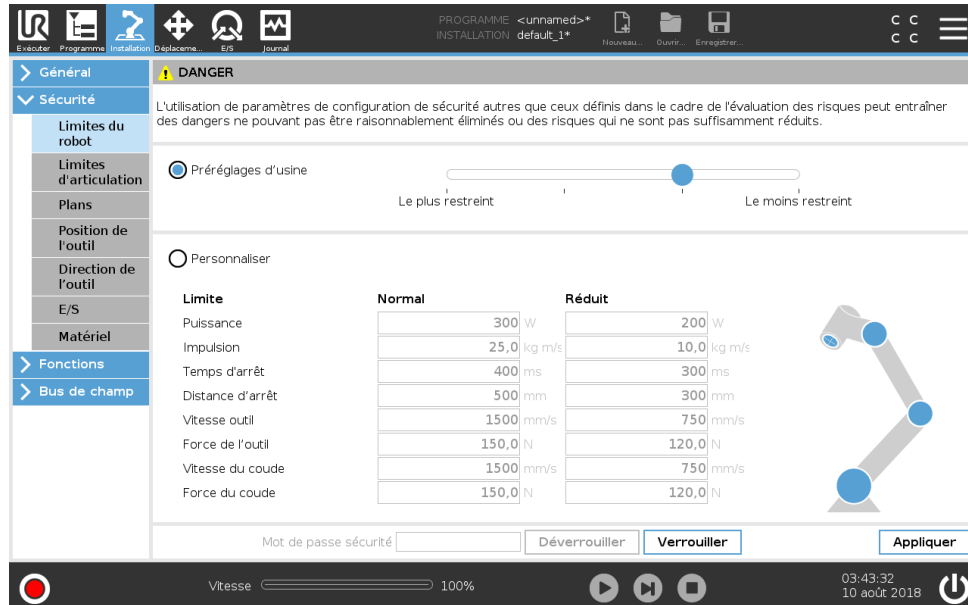 PROGRAMME <unnamed>*
INSTALLATION default_1*
Exécuter Programme Installation Déplaceme... E/S Journal
Nouveau... Ouvrir... Enregistrer...
C C
C C
Général
Sécurité
Limites du
robot
Limites
d'articulation
Plans
Position de
l'outil
Direction de
l'outil
E/S
Matériel
Fonctions
Bus de champ
DANGER
L'utilisation de paramètres de configuration de sécurité autres que ceux définis dans le cadre de l'évaluation des risques peut entraîner
des dangers ne pouvant pas être raisonnablement éliminés ou des risques qui ne sont pas suffisamment réduits.
Préréglages d'usine
Le plus restreint Le moins restreint
Personnaliser
Limite Normal Réduit
Puissance 300 W 200 W
Impulsion 25,0 kg m/s 10,0 kg m/s
Temps d'arrêt 400 ms 300 ms
Distance d'arrêt 500 mm 300 mm
Vitesse outil 1500 mm/s 750 mm/s
Force de l'outil 150,0 N 120,0 N
Vitesse du coude 1500 mm/s 750 mm/s
Force du coude 150,0 N 120,0 N
Mot de passe sécurité Déverrouiller Verrouiller Appliquer
Vitesse 100%
03:43:32
10 août 2018